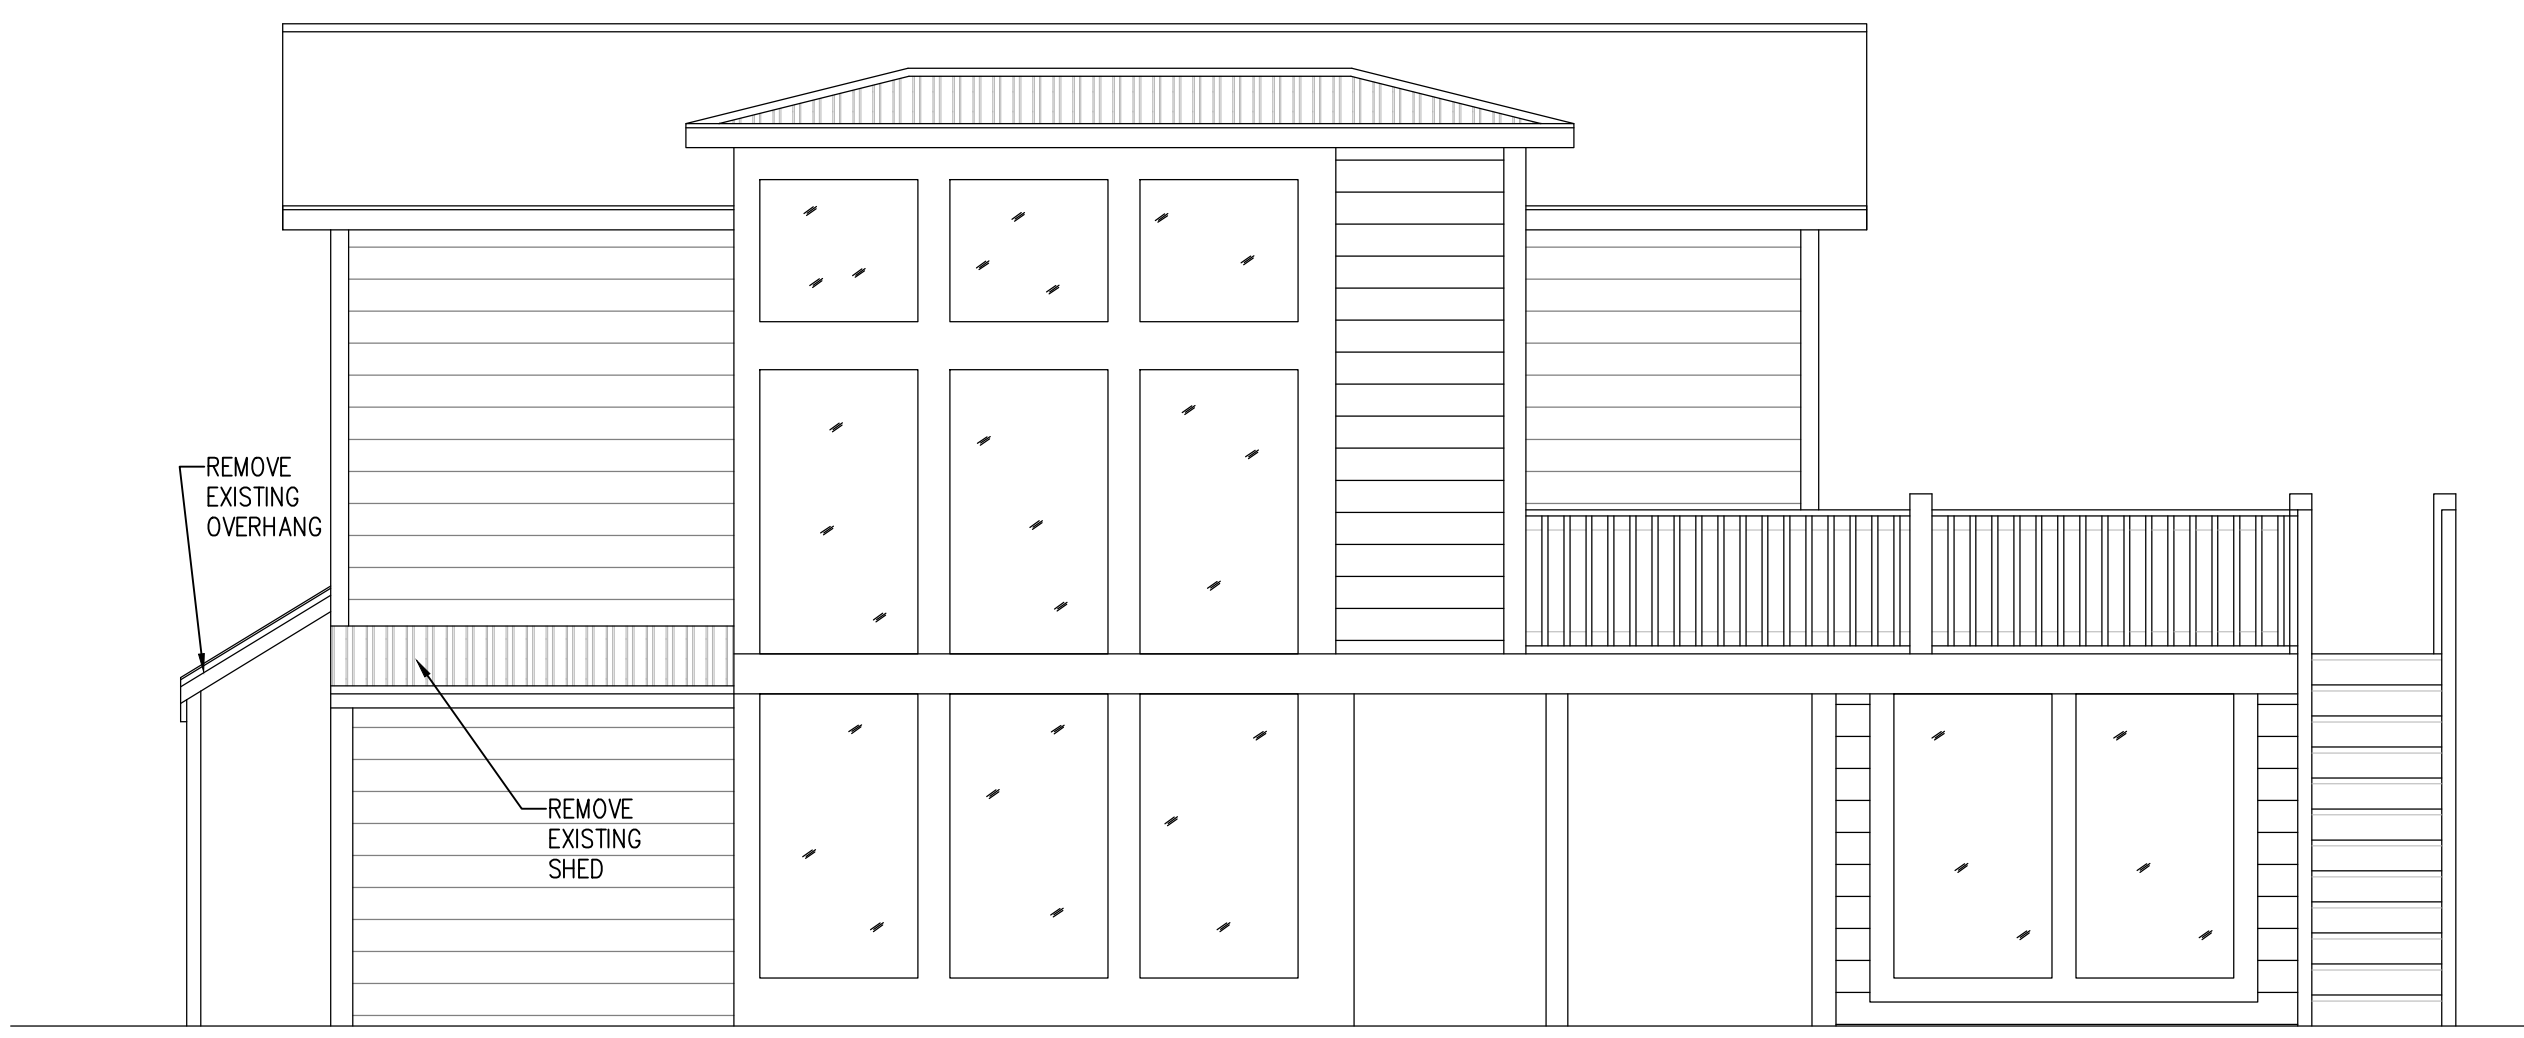 REMOVE
EXISTING
OVERHANG
REMOVE
EXISTING
SHED